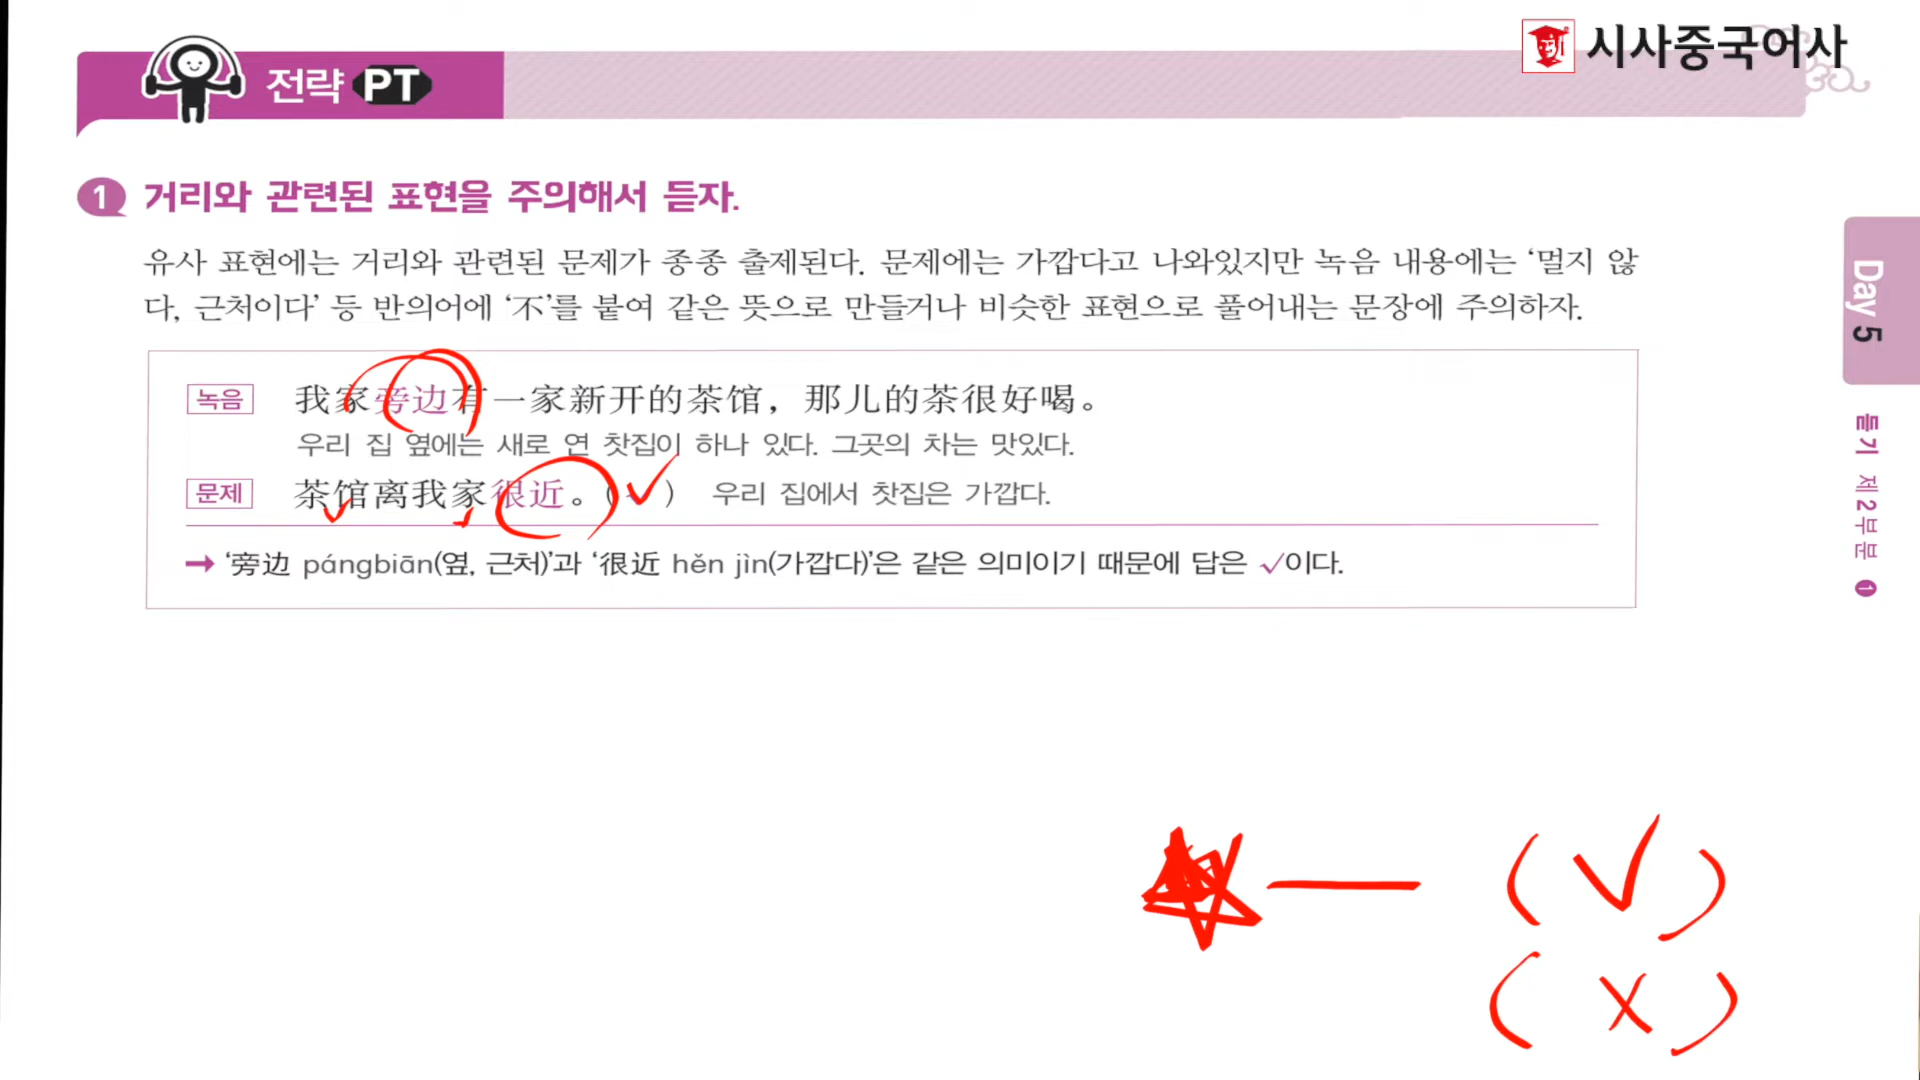 시사중국어사
전략 PT
1 거리와 관련된 표현을 주의해서 듣자.
유사 표현에는 거리와 관련된 문제가 종종 출제된다. 문제에는 가깝다고 나와있지만 녹음 내용에는 ‘멀지 않
다, 근처이다’ 등 반의어에 ‘不’를 붙여 같은 뜻으로 만들거나 비슷한 표현으로 풀어내는 문장에 주의하자.
녹음 我家旁边有一家新开的茶馆，那儿的茶很好喝。
우리 집 옆에는 새로 연 찻집이 하나 있다. 그곳의 차는 맛있다.
문제 茶馆离我家很近。(✓) 우리 집에서 찻집은 가깝다.
→ ‘旁边 pángbiān(옆, 근처)’과 ‘很近 hěn jìn(가깝다)’은 같은 의미이기 때문에 답은 ✓이다.
Day 5
듣기 제2부분 1
(✓)
(X)